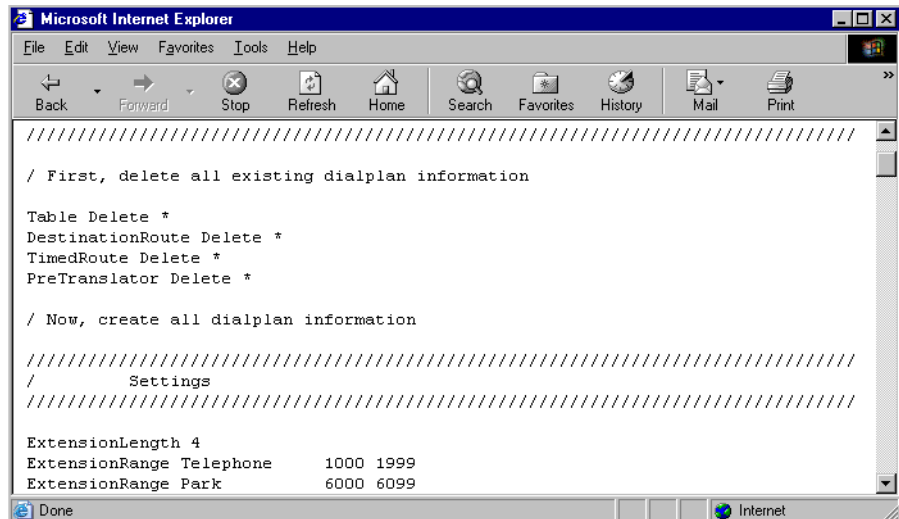 Microsoft Internet Explorer
File Edit View Favorites Tools Help
Back Forward Stop Refresh Home Search Favorites History Mail Print »
/////////////////////////////////////////////////////////////////////////////////
/ First, delete all existing dialplan information
Table Delete *
DestinationRoute Delete *
TimedRoute Delete *
PreTranslator Delete *
/ Now, create all dialplan information
/////////////////////////////////////////////////////////////////////////////////
/ Settings
/////////////////////////////////////////////////////////////////////////////////
ExtensionLength 4
ExtensionRange Telephone 1000 1999
ExtensionRange Park 6000 6099
Done Internet